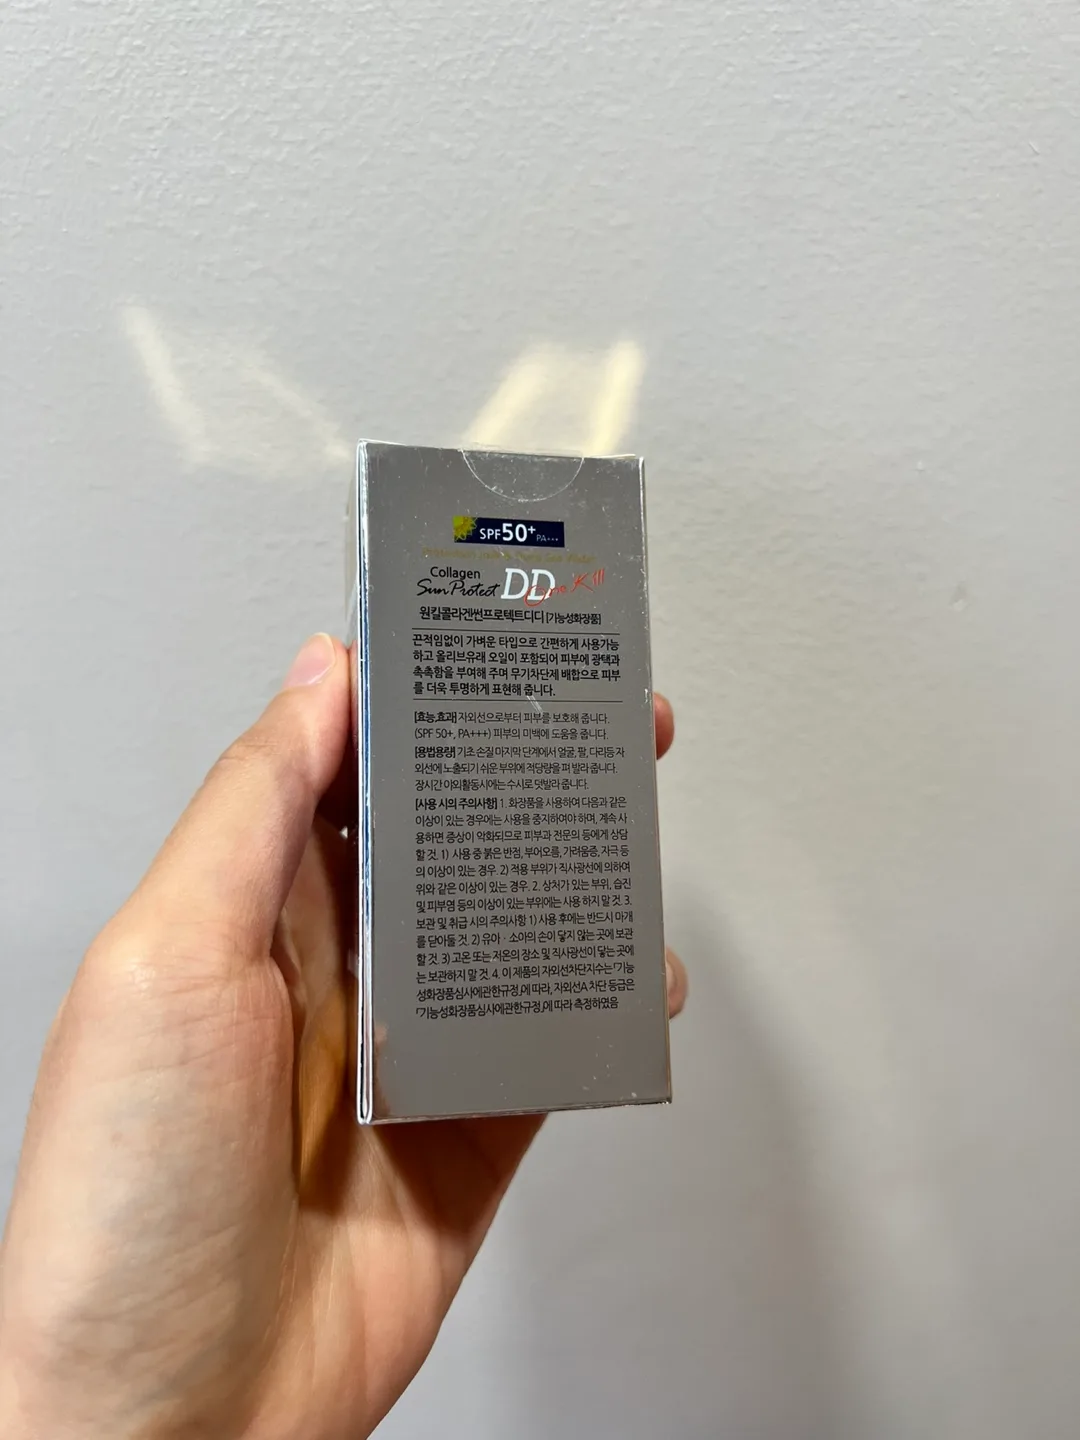 SPF50+ PA+++
Collagen
Sun Protect DD One Kill
원킬콜라겐썬프로텍트디디 [기능성화장품]
끈적임없이 가벼운 타입으로 간편하게 사용가능
하고 올리브유래 오일이 포함되어 피부에 광택과
촉촉함을 부여해 주며 무기차단제 배합으로 피부
를 더욱 투명하게 표현해 줍니다.
[효능,효과] 자외선으로부터 피부를 보호해 줍니다.
(SPF 50+, PA+++) 피부의 미백에 도움을 줍니다.
[용법용량] 기초 손질 마지막 단계에서 얼굴, 팔, 다리등 자
외선에 노출되기 쉬운 부위에 적당량을 펴 발라 줍니다.
장시간 야외활동시에는 수시로 덧발라 줍니다.
[사용 시의 주의사항] 1. 화장품을 사용하여 다음과 같은
이상이 있는 경우에는 사용을 중지하여야 하며, 계속 사
용하면 증상이 악화되므로 피부과 전문의 등에게 상담
할 것. 1) 사용 중 붉은 반점, 부어오름, 가려움증, 자극 등
의 이상이 있는 경우. 2) 적용 부위가 직사광선에 의하여
위와 같은 이상이 있는 경우. 2. 상처가 있는 부위, 습진
및 피부염 등의 이상이 있는 부위에는 사용 하지 말 것. 3.
보관 및 취급 시의 주의사항 1) 사용 후에는 반드시 마개
를 닫아둘 것. 2) 유아 · 소아의 손이 닿지 않는 곳에 보관
할 것. 3) 고온 또는 저온의 장소 및 직사광선이 닿는 곳에
는 보관하지 말 것. 4. 이 제품의 자외선차단지수는 「기능
성화장품심사에관한규정」에 따라, 자외선A 차단 등급은
「기능성화장품심사에관한규정」에 따라 측정하였음